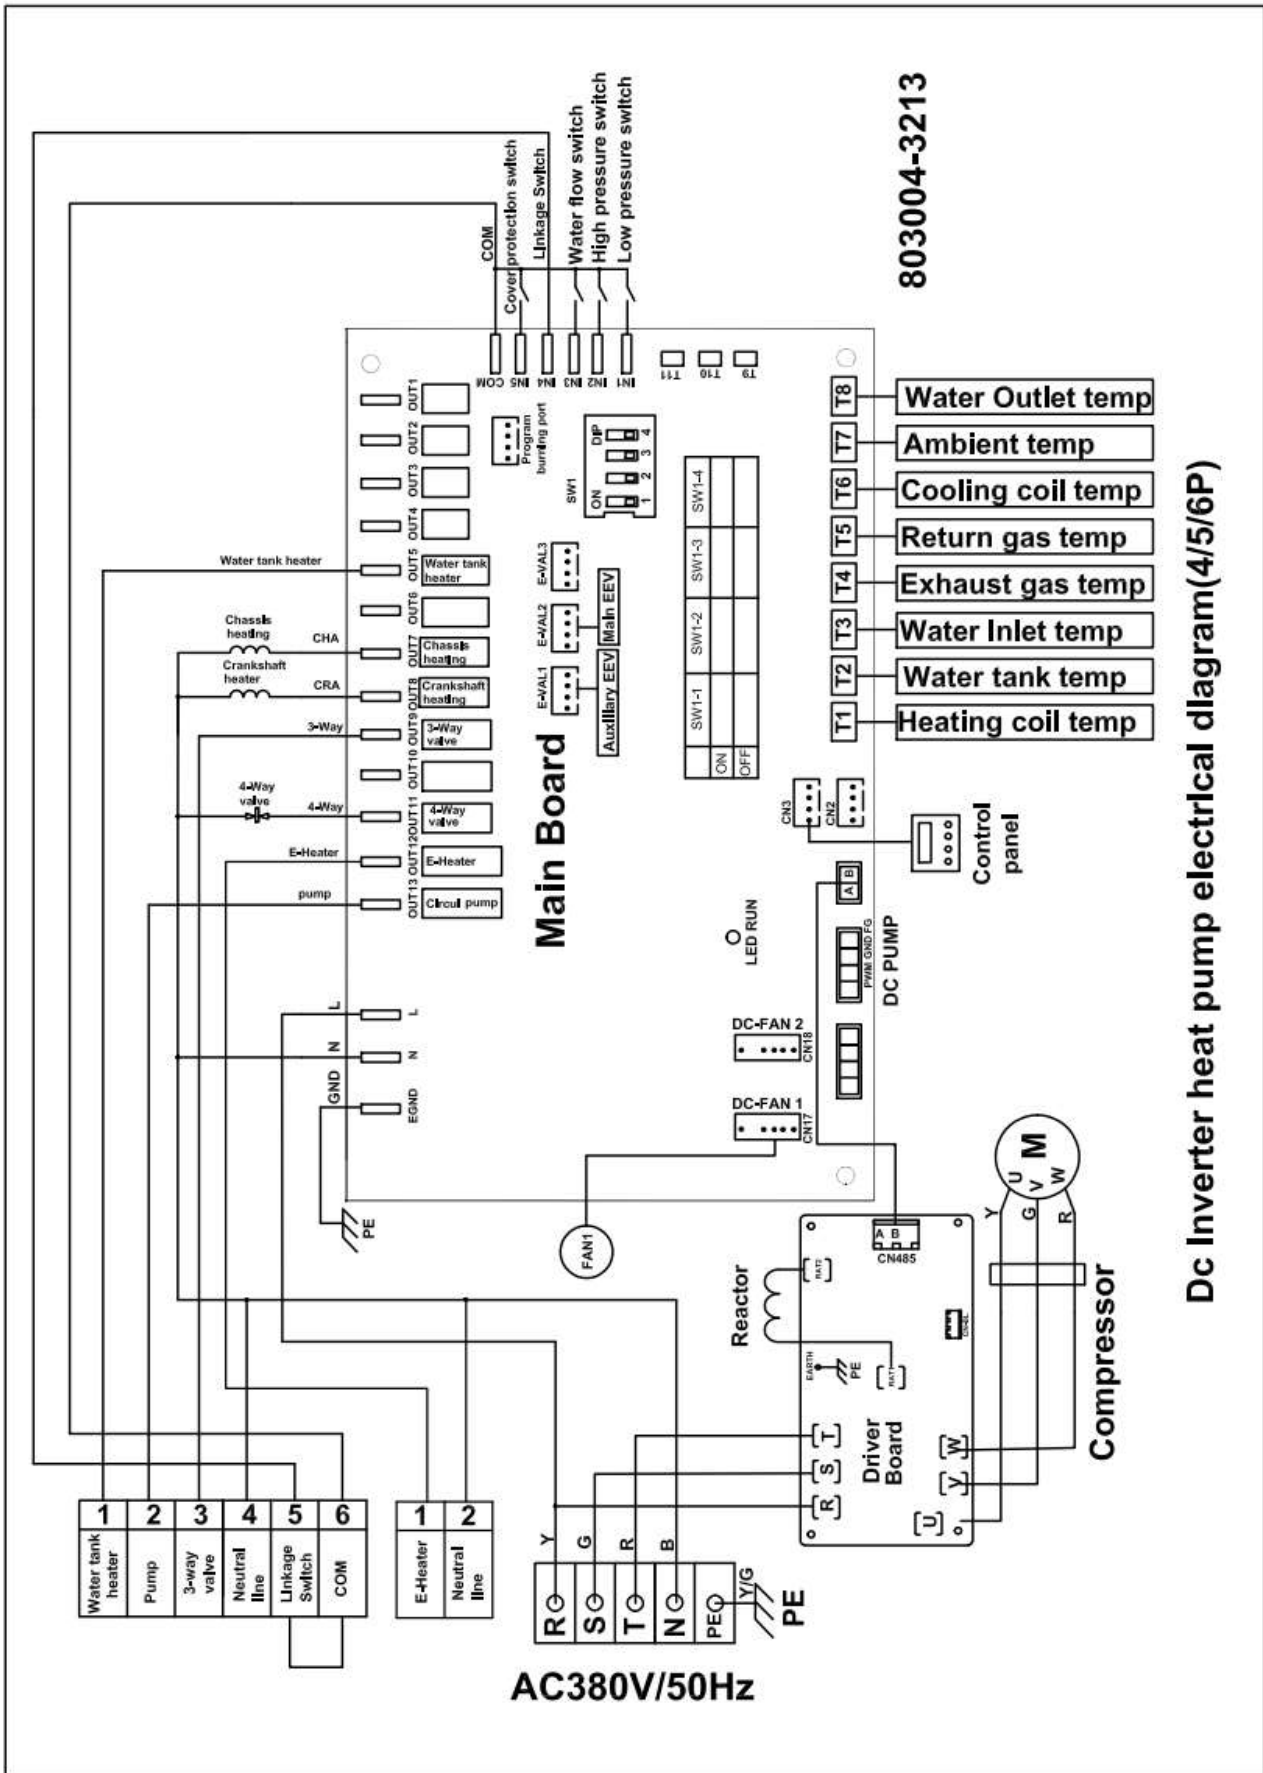 COM
Cover protection switch
Linkage Switch
Water flow switch
High pressure switch
Low pressure switch
803004-3213
COM
IN5
IN4
IN3
IN2
IN1
T11
T10
T9
OUT1
OUT2
OUT3
OUT4
OUT5
OUT6
OUT7
OUT8
OUT9
OUT10
OUT11
OUT12
OUT13
Water tank heater
Chassis
heating
CHA
Crankshaft
heater
CRA
3-Way
4-Way
valve
4-Way
E-Heater
pump
Water tank
heater
Chassis
heating
Crankshaft
heating
3-Way
valve
4-Way
valve
E-Heater
Circul pump
Program
burning port
SW1
ON
DIP
1
2
3
4
E-VAL3
E-VAL2
E-VAL1
Main EEV
Auxiliary EEV
SW1-1
SW1-2
SW1-3
SW1-4
ON
OFF
Main Board
T8
Water Outlet temp
T7
Ambient temp
T6
Cooling coil temp
T5
Return gas temp
T4
Exhaust gas temp
T3
Water Inlet temp
T2
Water tank temp
T1
Heating coil temp
CN3
CN2
Control
panel
A B
LED RUN
PWM GND FG
DC PUMP
L
L
N
N
GND
EGND
PE
DC-FAN 2
CN18
DC-FAN 1
CN17
FAN1
M
U
V
W
Y
G
R
Compressor
A B
CN485
Reactor
RAT2
RAT1
EARTH
PE
Driver
Board
T
S
R
W
V
U
1
2
3
4
5
6
Water tank
heater
Pump
3-way
valve
Neutral
line
Linkage
Switch
COM
1
2
E-Heater
Neutral
line
Y
G
R
B
R
S
T
N
PE
Y/G
PE
AC380V/50Hz
Dc Inverter heat pump electrical diagram(4/5/6P)